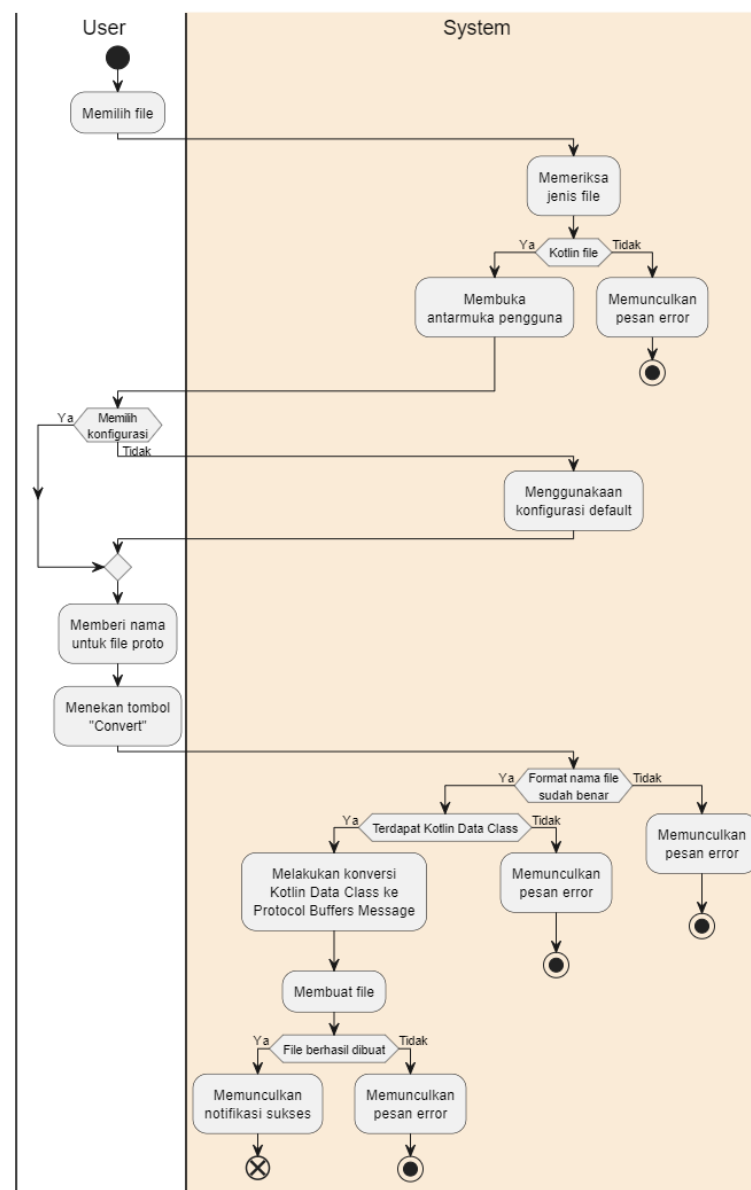 User
System
Memilih file
Memeriksa
jenis file
Ya
Kotlin file
Tidak
Membuka
antarmuka pengguna
Memunculkan
pesan error
Ya
Memilih
konfigurasi
Tidak
Menggunakaan
konfigurasi default
Memberi nama
untuk file proto
Menekan tombol
"Convert"
Ya
Format nama file
sudah benar
Tidak
Ya
Terdapat Kotlin Data Class
Tidak
Memunculkan
pesan error
Melakukan konversi
Kotlin Data Class ke
Protocol Buffers Message
Memunculkan
pesan error
Membuat file
Ya
File berhasil dibuat
Tidak
Memunculkan
notifikasi sukses
Memunculkan
pesan error